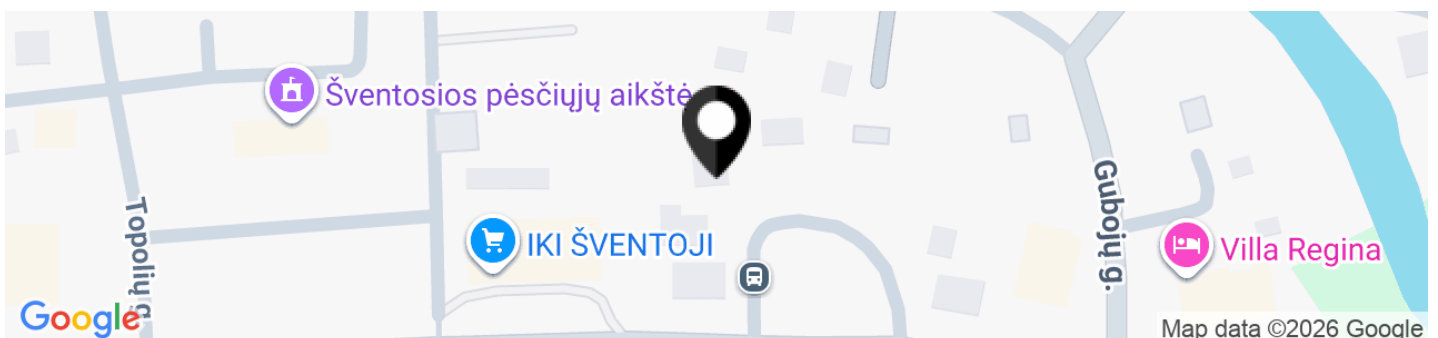 Šventosios pėsčiųjų aikštė
Topolių g.
IKI ŠVENTOJI
Gubojų g.
Villa Regina
Google
Map data ©2026 Google